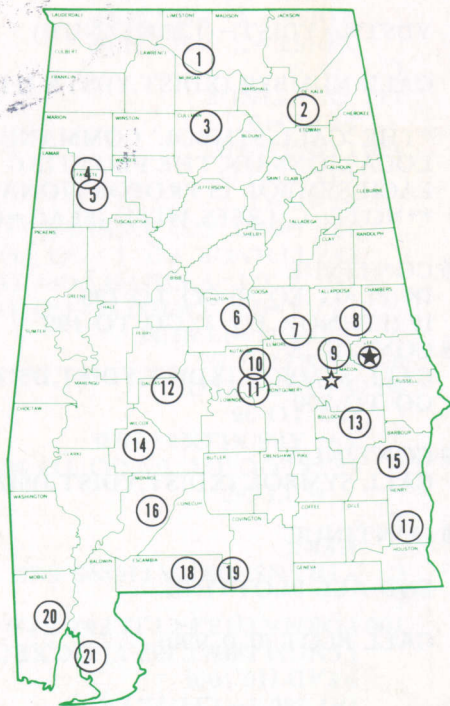 LAUDERDALE LIMESTONE MADISON JACKSON
COLBERT LAWRENCE 1
FRANKLIN MORGAN
MARSHALL DE KALB 2
MARION WINSTON CULLMAN 3 CHEROKEE
BLOUNT ETOWAH
LAMAR 4 FAYETTE WALKER CALHOUN
5 JEFFERSON SAINT CLAIR CLEBURNE
PICKENS TUSCALOOSA SHELBY TALLADEGA CLAY RANDOLPH
BIBB
GREENE HALE CHILTON COOSA TALLAPOOSA CHAMBERS
SUMTER PERRY 6 7 8
AUTAUGA ELMORE 9 LEE
MARENGO DALLAS 10 MACON
12 11 LOWNDES MONTGOMERY RUSSELL
CHOCTAW BULLOCK 13
WILCOX BARBOUR
14 BUTLER CRENSHAW PIKE 15
CLARKE MONROE
WASHINGTON 16 CONECUH COFFEE DALE HENRY
COVINGTON 17
HOUSTON
MOBILE BALDWIN ESCAMBIA 18 19 GENEVA
20
21